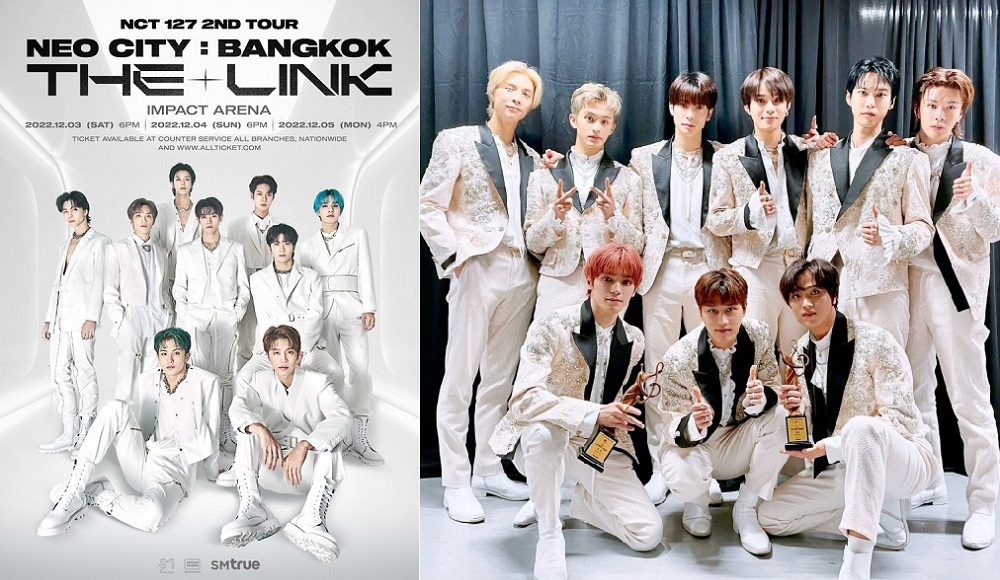 NCT 127 2ND TOUR
NEO CITY : BANGKOK
THE LINK
IMPACT ARENA
2022.12.03 (SAT) 6PM | 2022.12.04 (SUN) 6PM | 2022.12.05 (MON) 4PM
TICKET AVAILABLE AT COUNTER SERVICE ALL BRANCHES, NATIONWIDE
AND WWW.ALLTICKET.COM
SMtrue